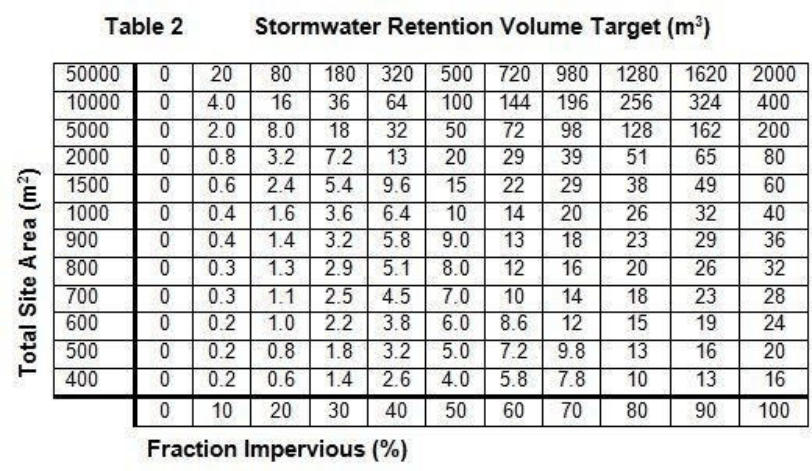 Table 2 Stormwater Retention Volume Target (m³)
50000 0 20 80 180 320 500 720 980 1280 1620 2000
10000 0 4.0 16 36 64 100 144 196 256 324 400
5000 0 2.0 8.0 18 32 50 72 98 128 162 200
2000 0 0.8 3.2 7.2 13 20 29 39 51 65 80
1500 0 0.6 2.4 5.4 9.6 15 22 29 38 49 60
1000 0 0.4 1.6 3.6 6.4 10 14 20 26 32 40
900 0 0.4 1.4 3.2 5.8 9.0 13 18 23 29 36
800 0 0.3 1.3 2.9 5.1 8.0 12 16 20 26 32
700 0 0.3 1.1 2.5 4.5 7.0 10 14 18 23 28
600 0 0.2 1.0 2.2 3.8 6.0 8.6 12 15 19 24
500 0 0.2 0.8 1.8 3.2 5.0 7.2 9.8 13 16 20
400 0 0.2 0.6 1.4 2.6 4.0 5.8 7.8 10 13 16
0 10 20 30 40 50 60 70 80 90 100
Total Site Area (m²)
Fraction Impervious (%)